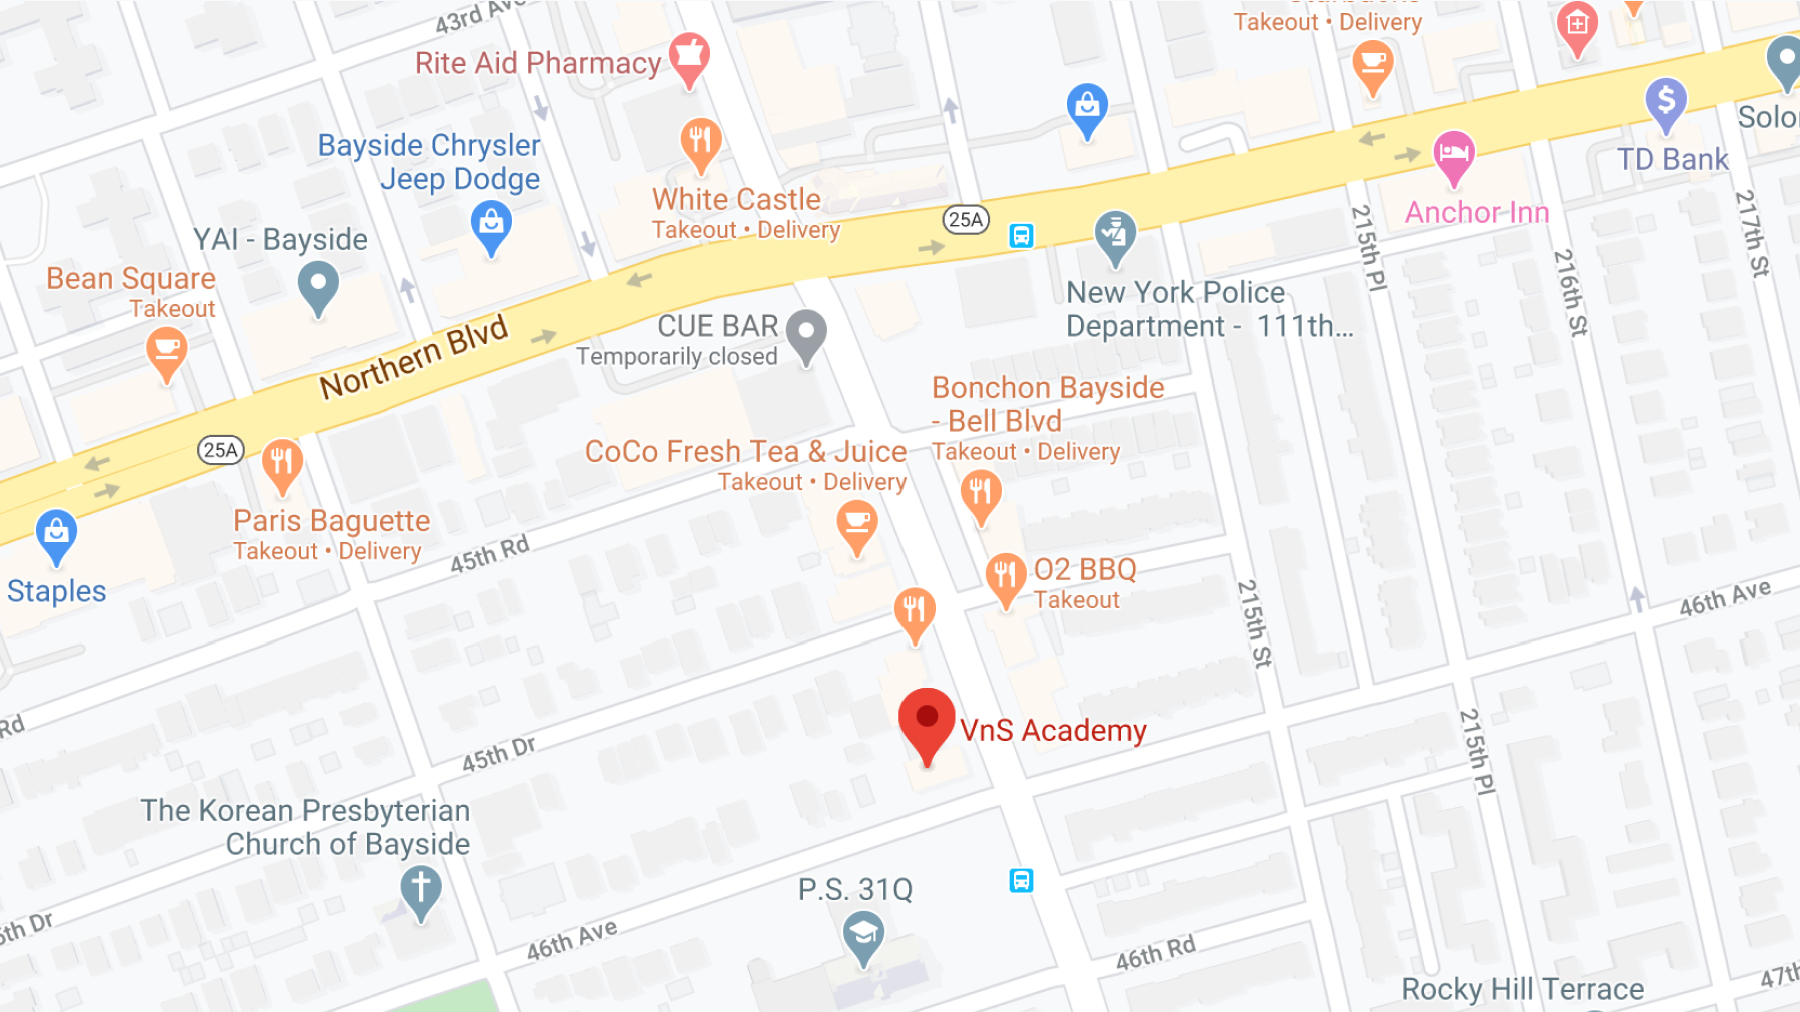 43rd Ave
Takeout • Delivery
Rite Aid Pharmacy
Solo
Bayside Chrysler
Jeep Dodge
TD Bank
White Castle
Takeout • Delivery
Anchor Inn
25A
YAI - Bayside
215th Pl
216th St
217th St
Bean Square
Takeout
New York Police
Department - 111th...
CUE BAR
Temporarily closed
Northern Blvd
Bonchon Bayside
- Bell Blvd
Takeout • Delivery
25A
CoCo Fresh Tea & Juice
Takeout • Delivery
Paris Baguette
Takeout • Delivery
45th Rd
Staples
O2 BBQ
Takeout
215th St
46th Ave
Rd
VnS Academy
45th Dr
215th Pl
The Korean Presbyterian
Church of Bayside
P.S. 31Q
5th Dr
46th Ave
46th Rd
Rocky Hill Terrace
47th